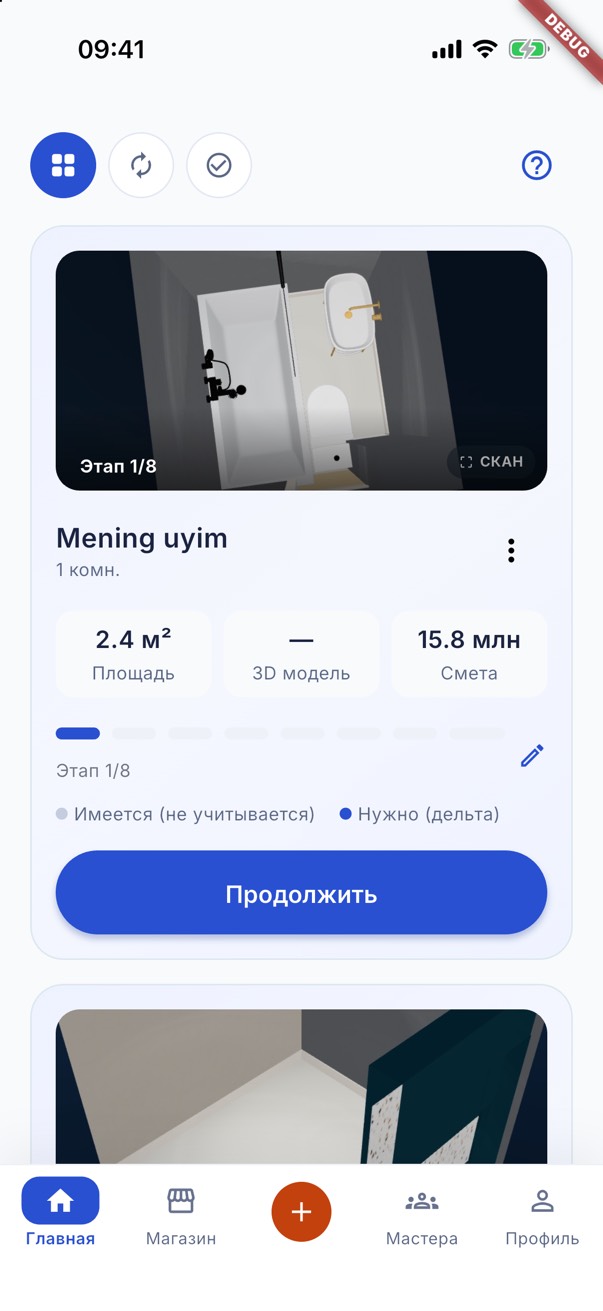 09:41
DEBUG
Этап 1/8
СКАН
Mening uyim
1 комн.
2.4 м²
Площадь
—
3D модель
15.8 млн
Смета
Этап 1/8
Имеется (не учитывается)
Нужно (дельта)
Продолжить
Главная
Магазин
Мастера
Профиль